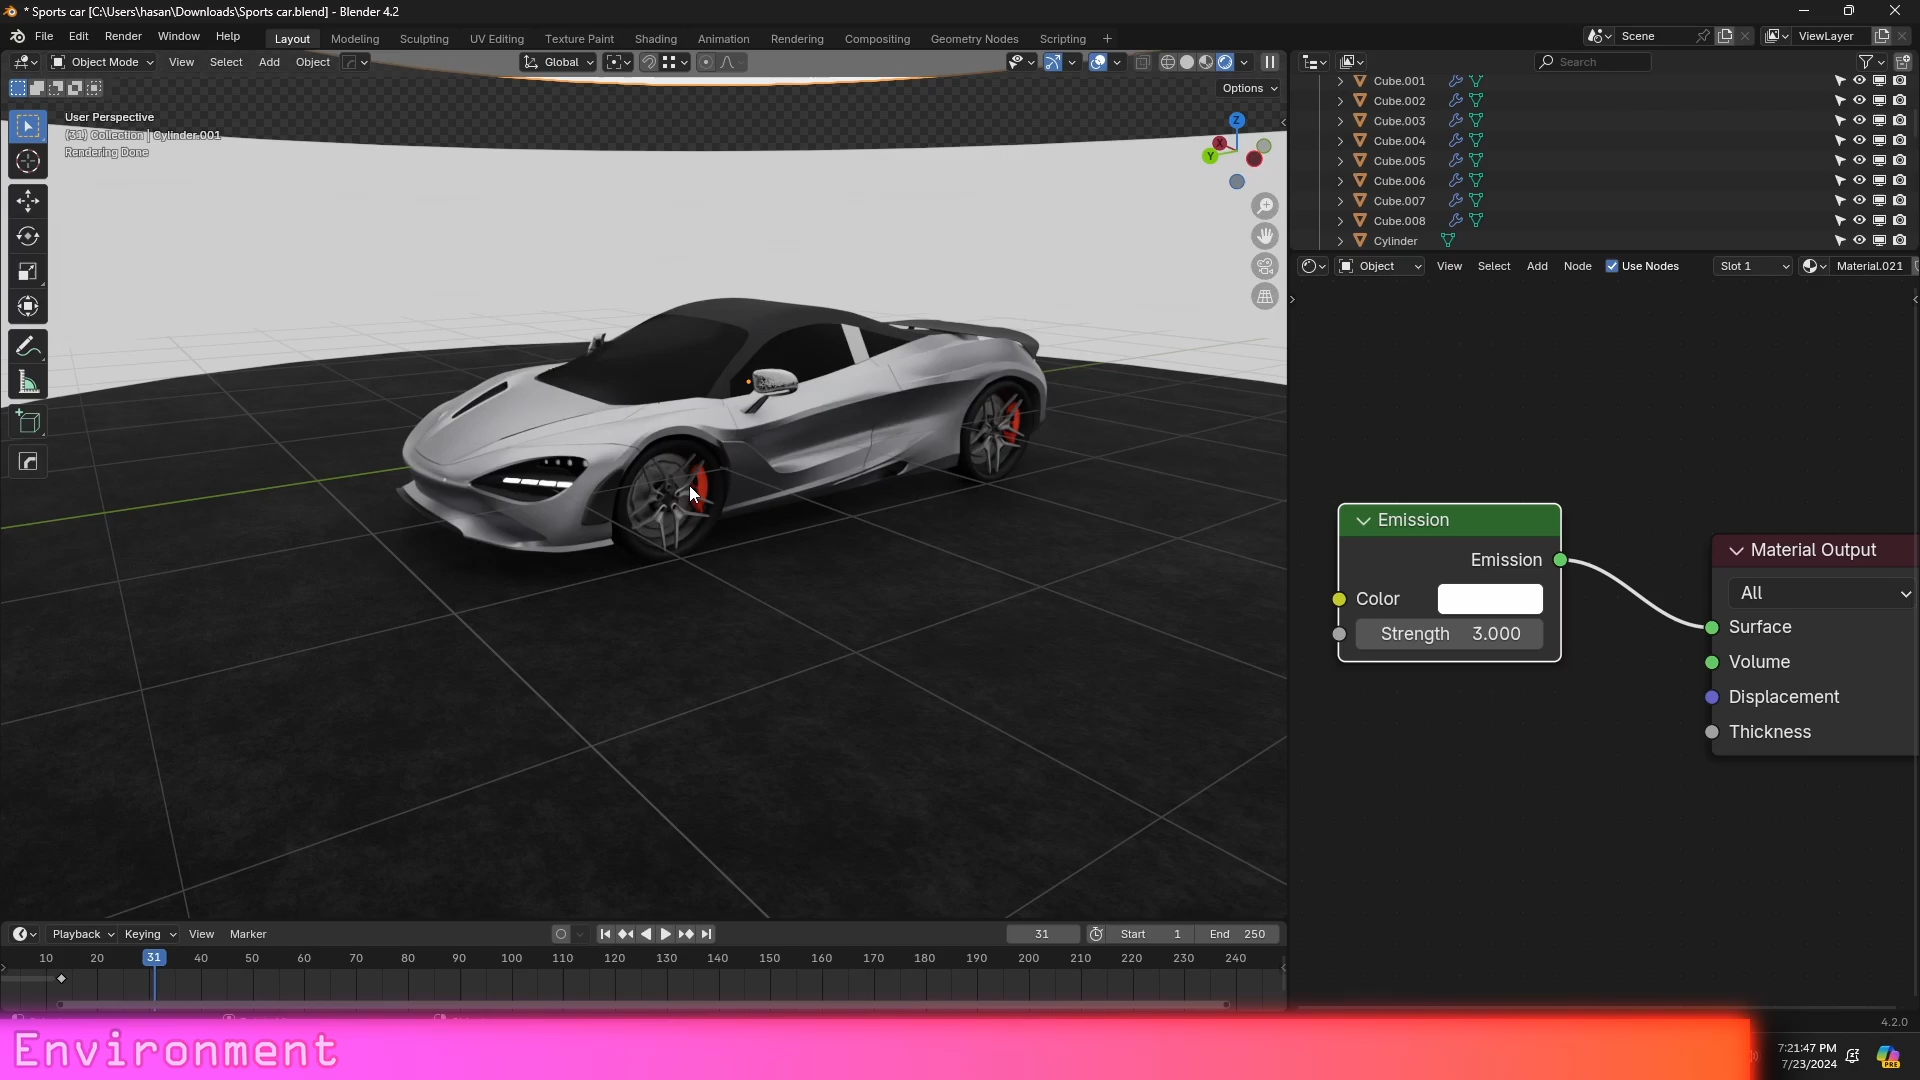 * Sports car [C:\Users\hasan\Downloads\Sports car.blend] - Blender 4.2
File Edit Render Window Help Layout Modeling Sculpting UV Editing Texture Paint Shading Animation Rendering Compositing Geometry Nodes Scripting + Scene ViewLayer
Object Mode View Select Add Object Global
Options
User Perspective
(31) Collection | Cylinder.001
Rendering Done
Z
X
Y
Search
Cube.001
Cube.002
Cube.003
Cube.004
Cube.005
Cube.006
Cube.007
Cube.008
Cylinder
Object View Select Add Node Use Nodes Slot 1 Material.021
Emission
Emission
Color
Strength 3.000
Material Output
All
Surface
Volume
Displacement
Thickness
Playback Keying View Marker 31 Start 1 End 250
10 20 31 40 50 60 70 80 90 100 110 120 130 140 150 160 170 180 190 200 210 220 230 240
4.2.0
Environment
7:21:47 PM
7/23/2024
PRE